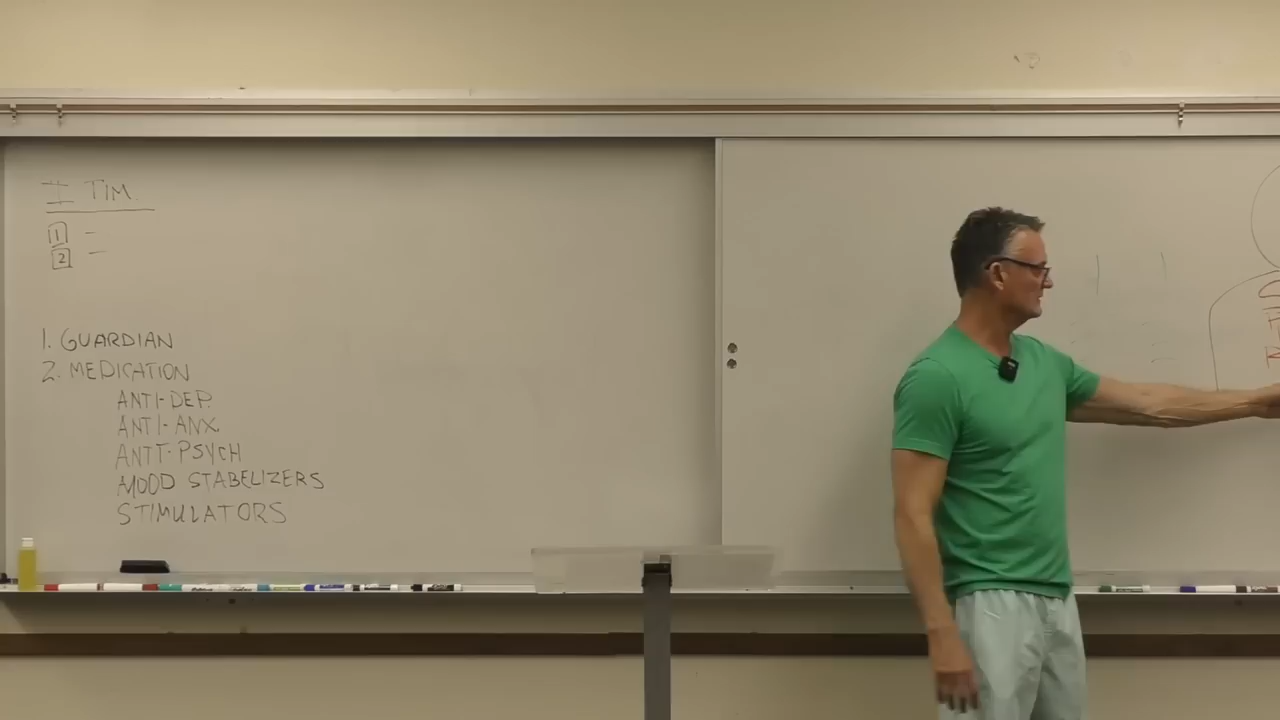 I TIM.
1 -
2 -
1. GUARDIAN
2. MEDICATION
ANTI-DEP.
ANTI-ANX
ANTI-PSYCH
MOOD STABELIZERS
STIMULATORS